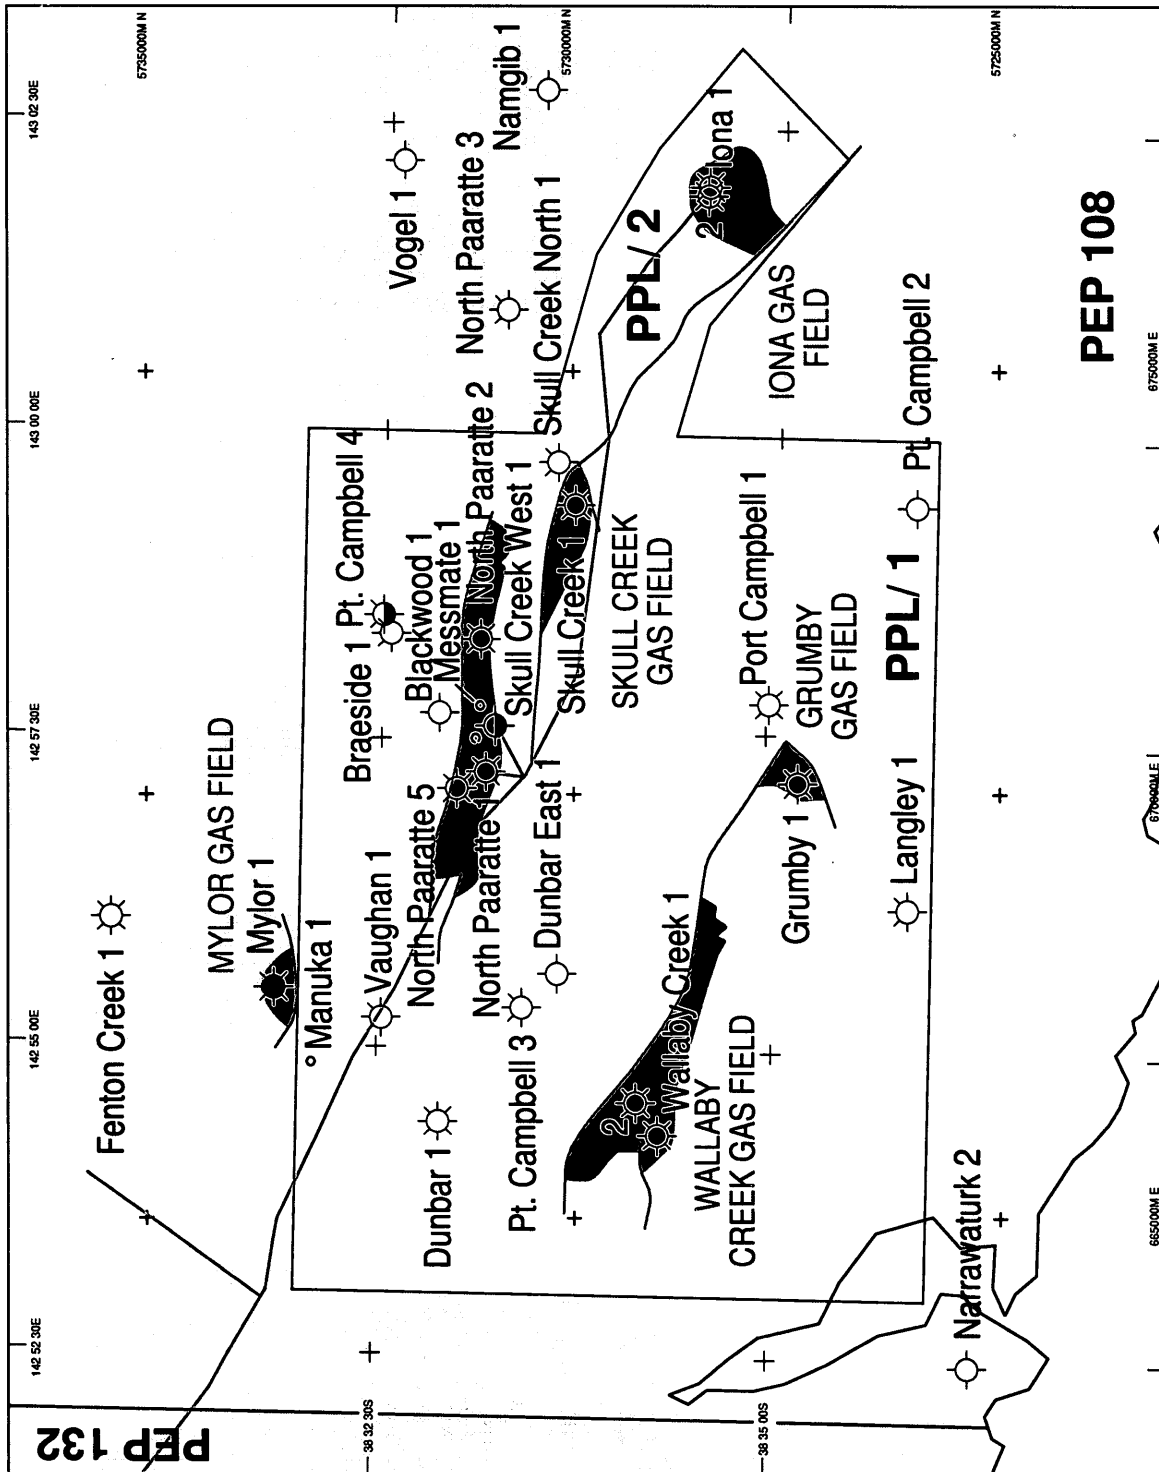 PEP 132
142 52 30E
142 55 00E
142 57 30E
143 00 00E
143 02 30E
5735000M N
5730000M N
5725000M N
38 32 30S
38 35 00S
665000M E
670000M E
675000M E
Fenton Creek 1
MYLOR GAS FIELD
Mylor 1
Manuka 1
Vaughan 1
Braeside 1
Pt. Campbell 4
Vogel 1
Blackwood 1
Messmate 1
North Paaratte 5
North Paaratte 1
North Paaratte 2
North Paaratte 3
Namgib 1
Dunbar 1
Pt. Campbell 3
Dunbar East 1
Skull Creek West 1
Skull Creek 1
Skull Creek North 1
SKULL CREEK
GAS FIELD
PPL/ 2
2
Iona 1
IONA GAS
FIELD
2
Wallaby Creek 1
WALLABY
CREEK GAS FIELD
Port Campbell 1
GRUMBY
GAS FIELD
Grumby 1
Langley 1
PPL/ 1
Pt. Campbell 2
Narrawaturk 2
PEP 108